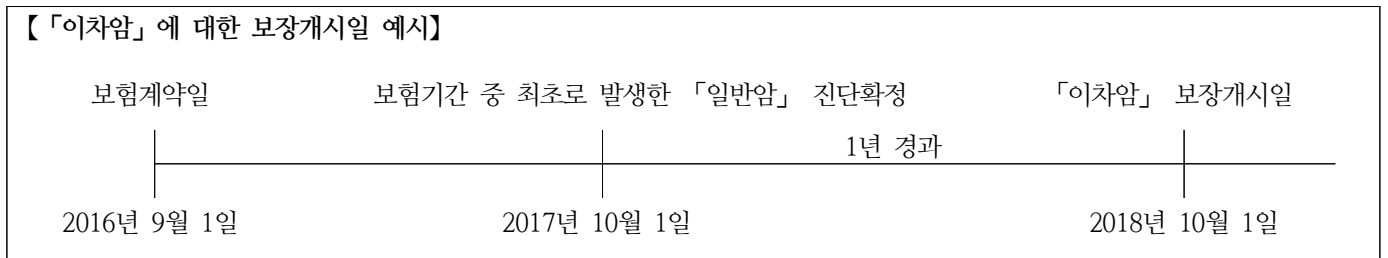 【「이차암」에 대한 보장개시일 예시】
보험계약일 보험기간 중 최초로 발생한 「일반암」 진단확정 「이차암」 보장개시일
1년 경과
2016년 9월 1일 2017년 10월 1일 2018년 10월 1일